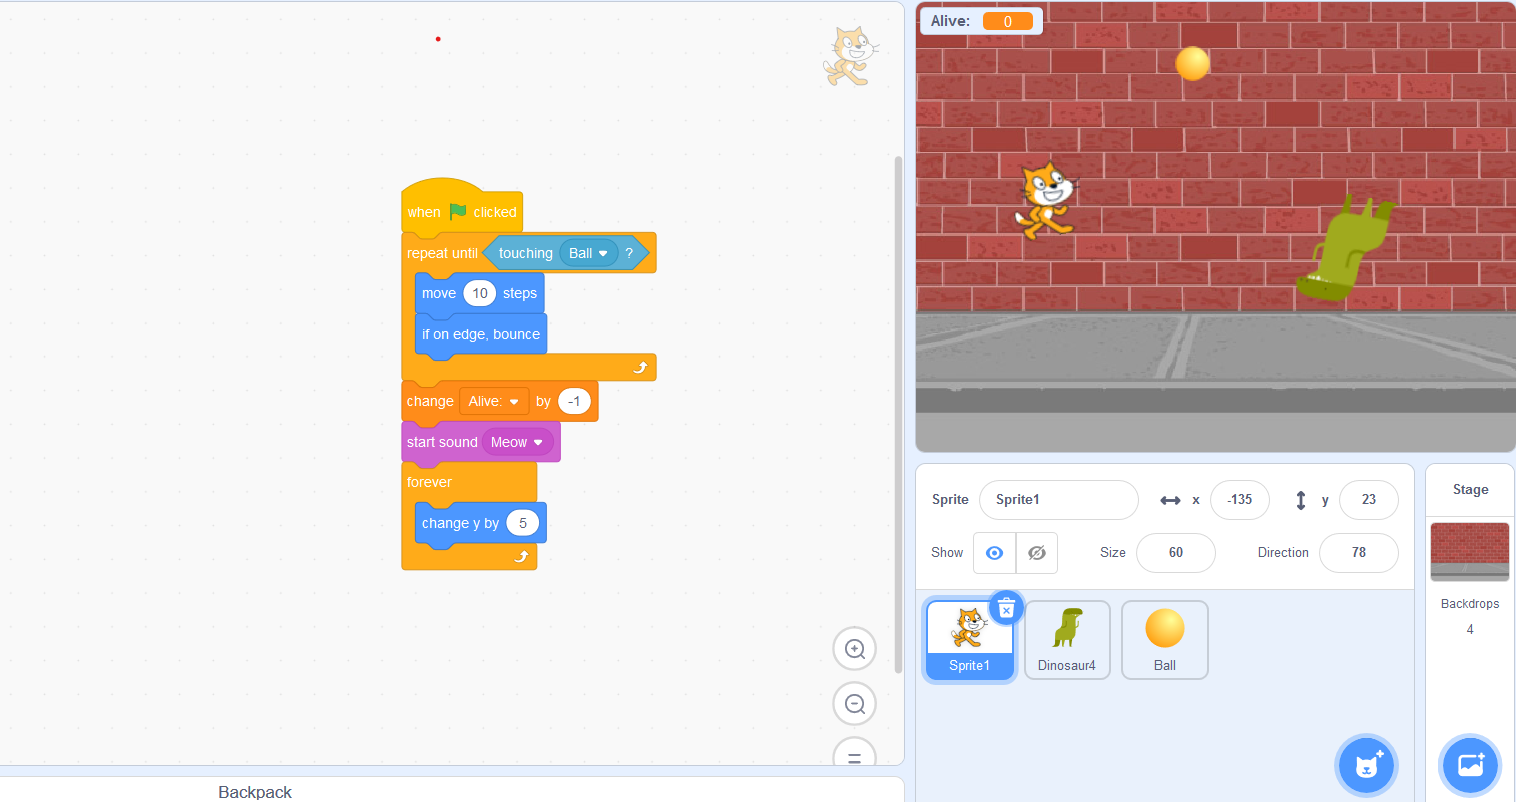 when clicked
repeat until touching Ball ?
move 10 steps
if on edge, bounce
change Alive: by -1
start sound Meow
forever
change y by 5
Backpack
Alive: 0
Sprite Sprite1 x -135 y 23
Show Size 60 Direction 78
Sprite1
Dinosaur4
Ball
Stage
Backdrops
4